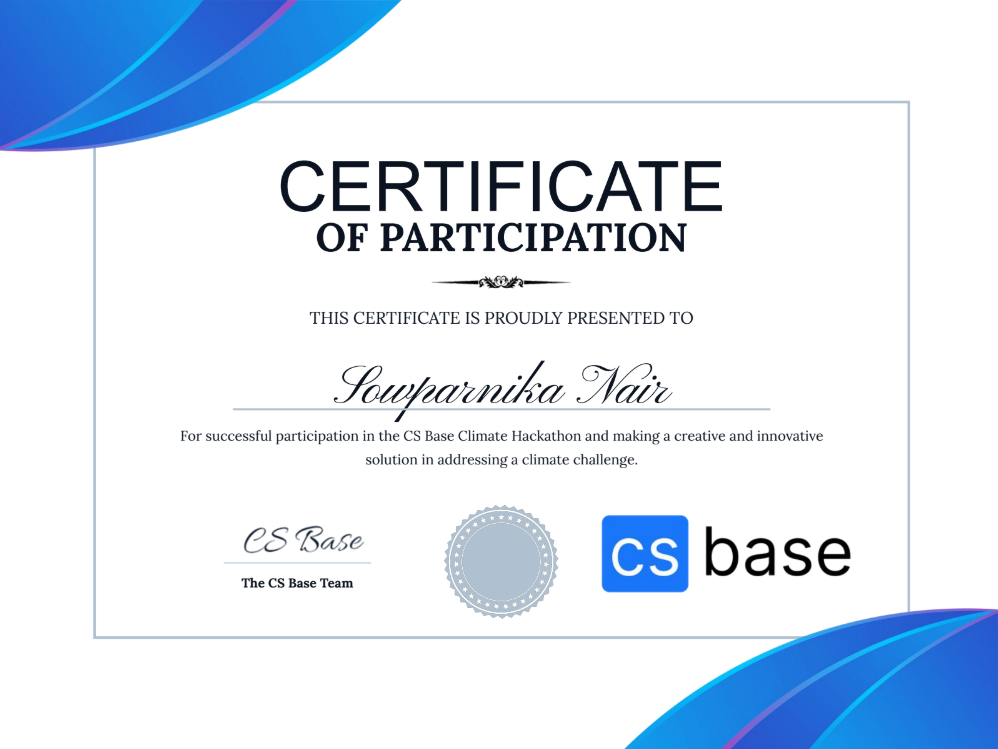 CERTIFICATE
OF PARTICIPATION
THIS CERTIFICATE IS PROUDLY PRESENTED TO
Sowparnika Nair
For successful participation in the CS Base Climate Hackathon and making a creative and innovative
solution in addressing a climate challenge.
CS Base
The CS Base Team
cs base